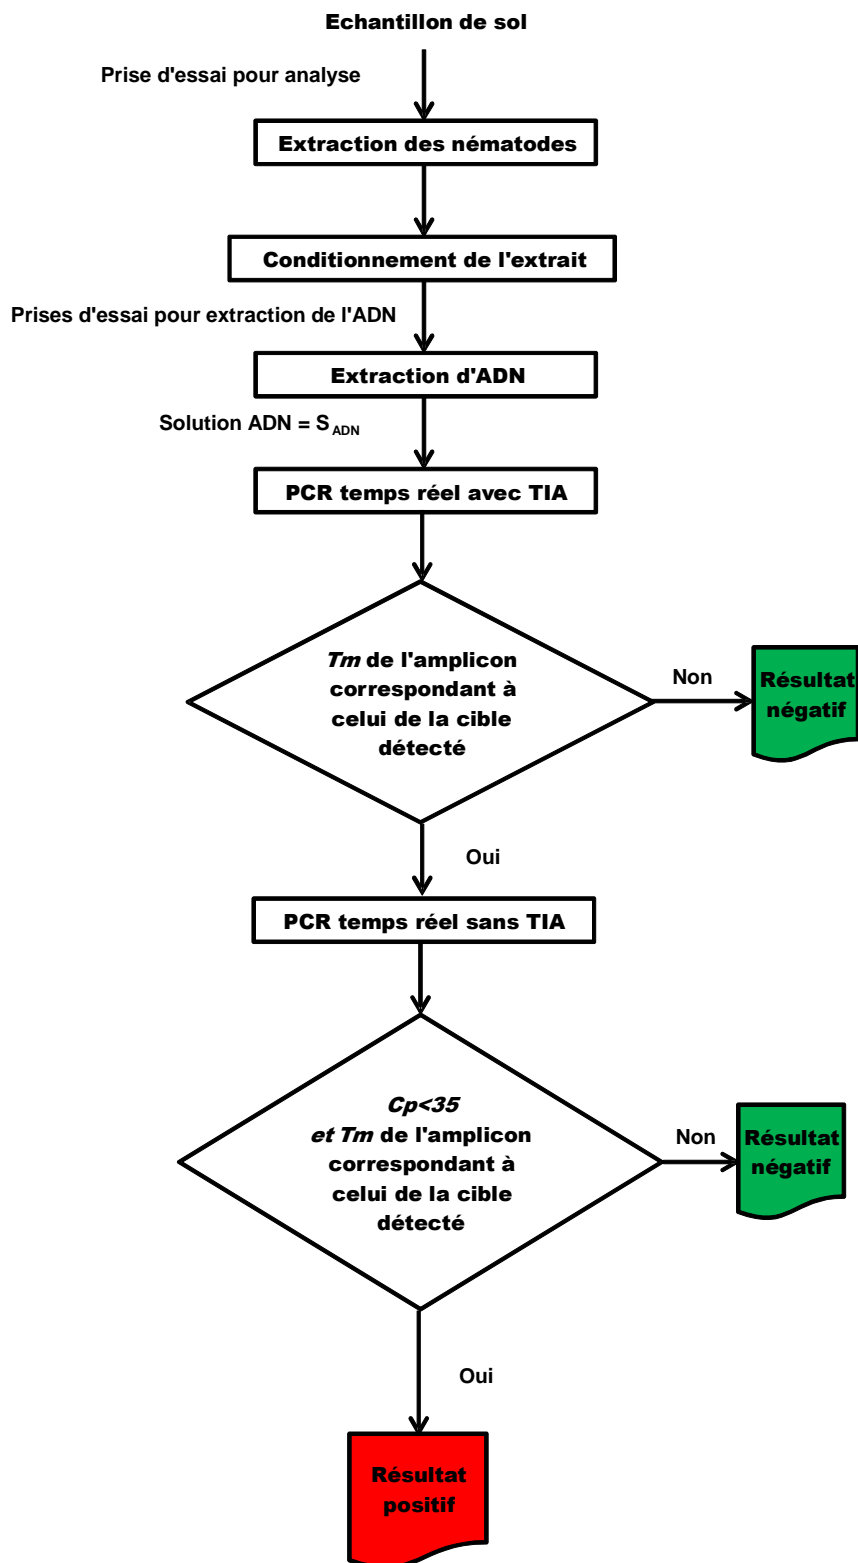 Echantillon de sol
Prise d'essai pour analyse
Extraction des nématodes
Conditionnement de l'extrait
Prises d'essai pour extraction de l'ADN
Extraction d'ADN
Solution ADN = S ADN
PCR temps réel avec TIA
Tm de l'amplicon
correspondant à
celui de la cible
détecté
Non
Résultat
négatif
Oui
PCR temps réel sans TIA
Cp<35
et Tm de l'amplicon
correspondant à
celui de la cible
détecté
Non
Résultat
négatif
Oui
Résultat
positif